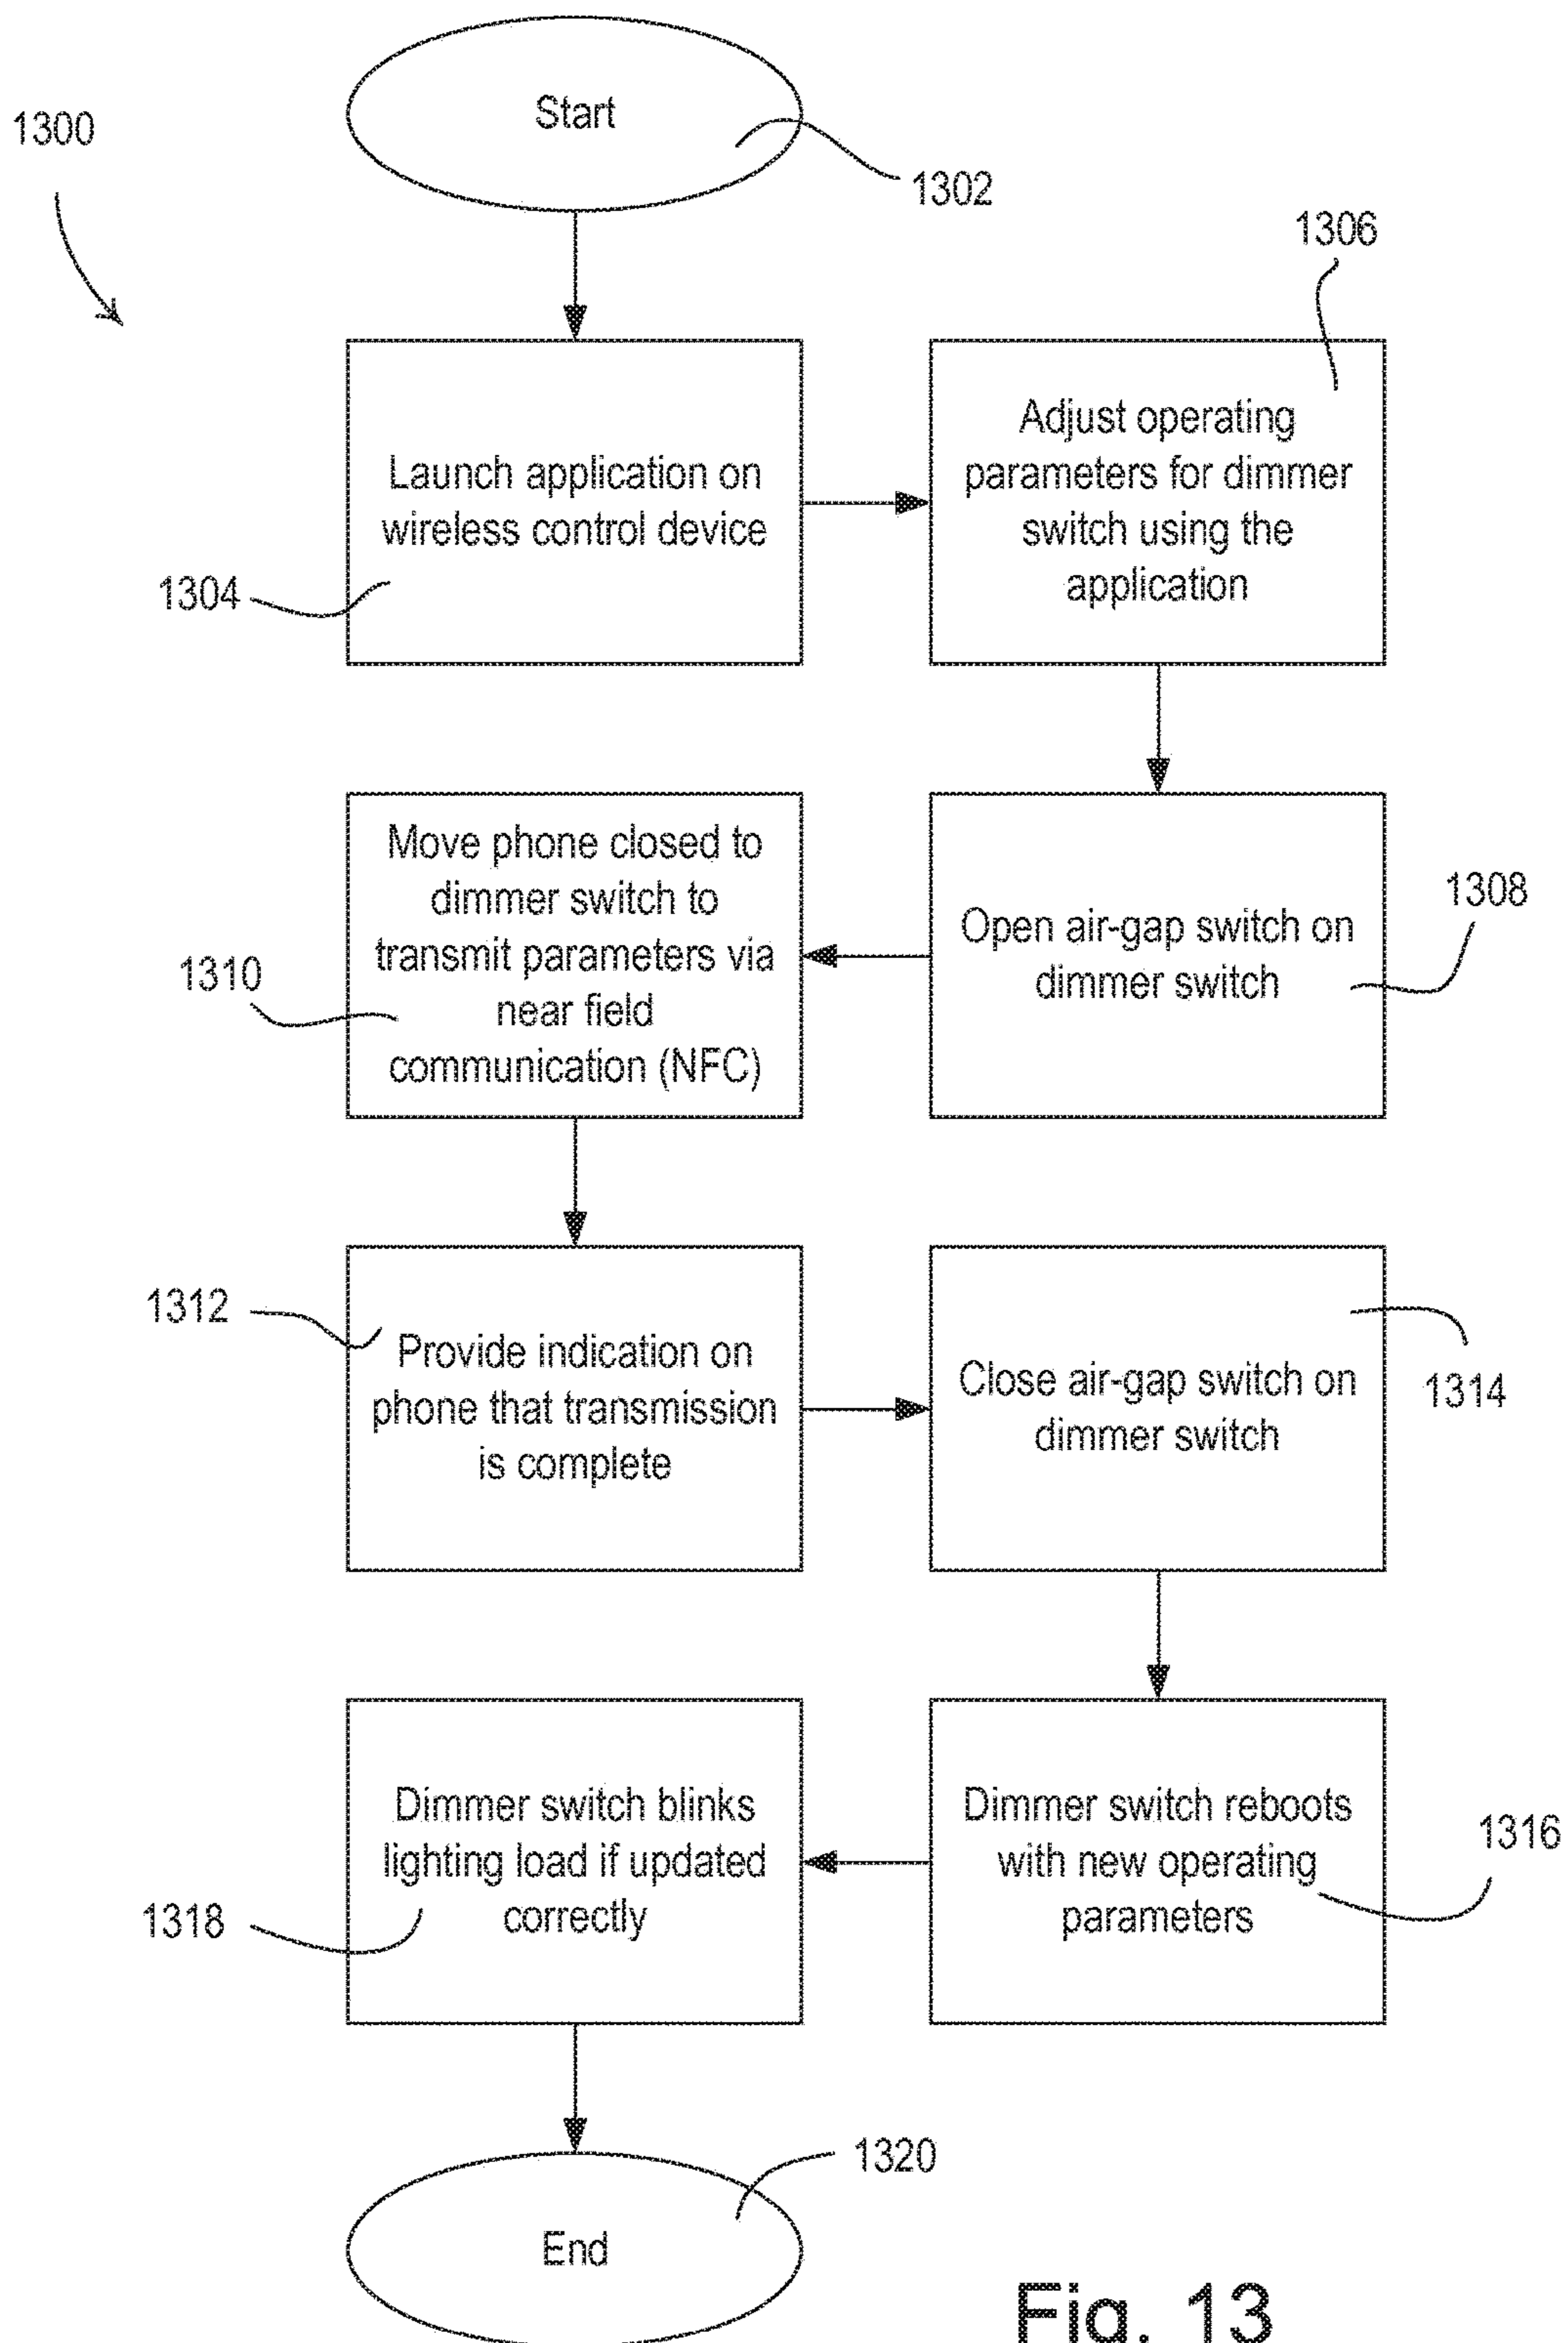 Start
1300
1302
1306
Launch application on
wireless control device
1304
Adjust operating
parameters for dimmer
switch using the
application
Open air-gap switch on
dimmer switch
1308
Move phone closed to
dimmer switch to
transmit parameters via
near field
communication (NFC)
1310
1312
Provide indication on
phone that transmission
is complete
Close air-gap switch on
dimmer switch
1314
Dimmer switch reboots
with new operating
parameters
1316
Dimmer switch blinks
lighting load if updated
correctly
1318
1320
End
Fig. 13